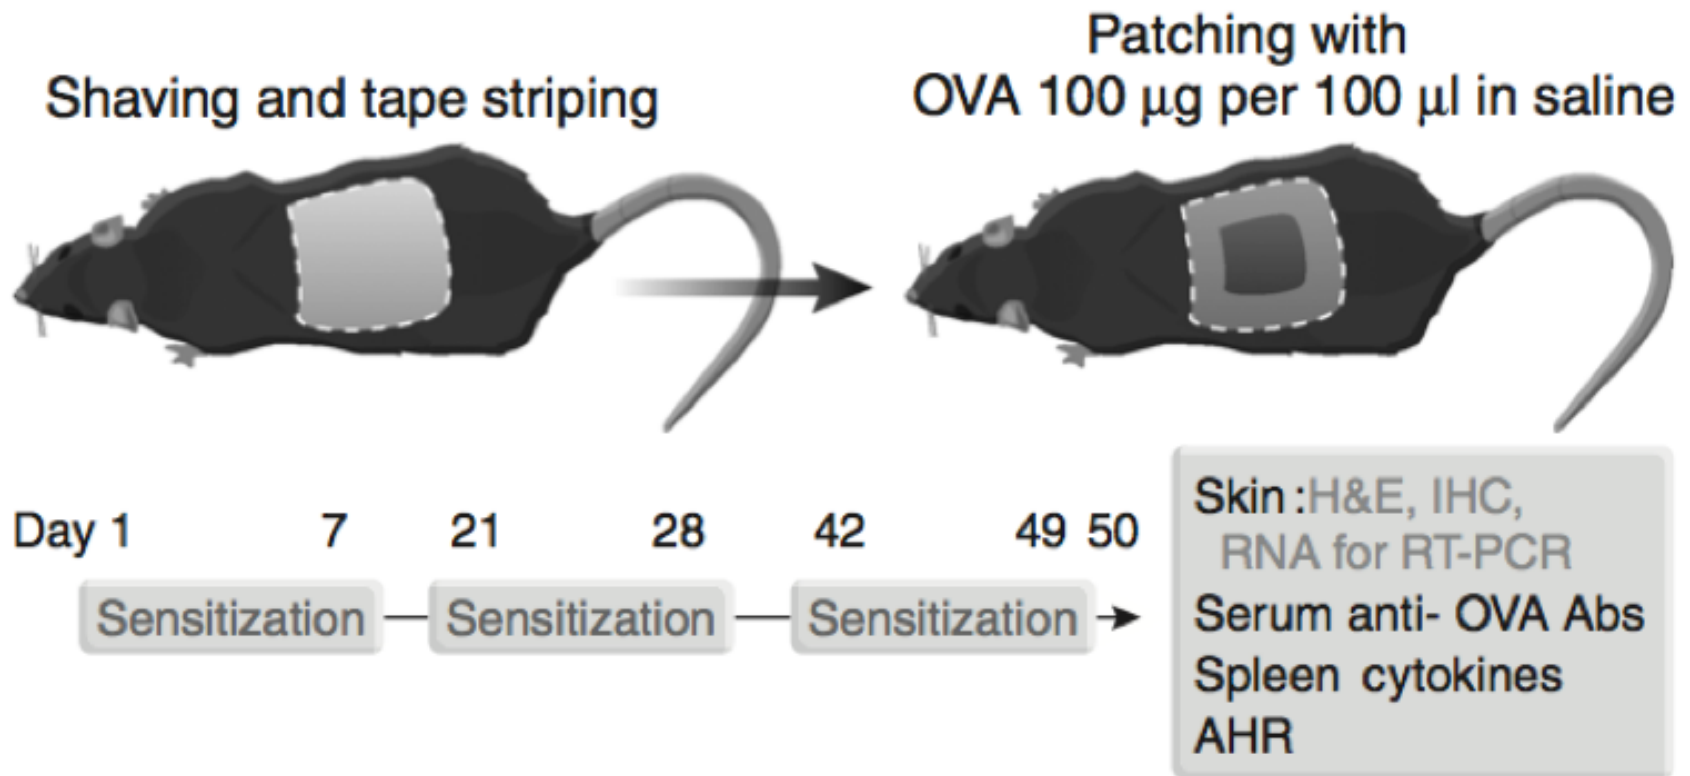 Shaving and tape striping
Patching with
OVA 100 μg per 100 μl in saline
Day 1 7 21 28 42 49 50
Sensitization Sensitization Sensitization
Skin :H&E, IHC,
RNA for RT-PCR
Serum anti- OVA Abs
Spleen cytokines
AHR